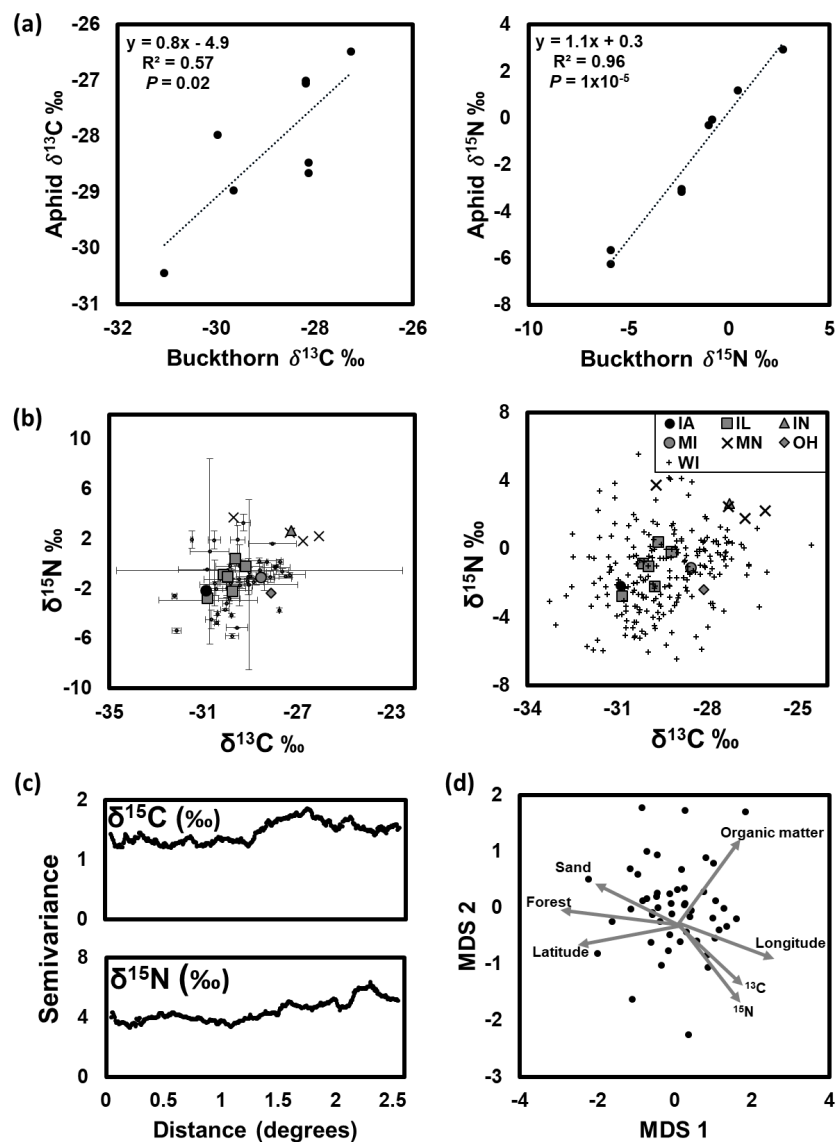 (a)
y = 0.8x - 4.9
R² = 0.57
P = 0.02
-26
-27
-28
-29
-30
-31
Aphid δ¹³C ‰
-32 -30 -28 -26
Buckthorn δ¹³C ‰
y = 1.1x + 0.3
R² = 0.96
P = 1x10⁻⁵
4
2
0
-2
-4
-6
-8
Aphid δ¹⁵N ‰
-10 -5 0 5
Buckthorn δ¹⁵N ‰
(b)
10
6
2
-2
-6
-10
δ¹⁵N ‰
-35 -31 -27 -23
δ¹³C ‰
8
4
0
-4
-8
δ¹⁵N ‰
IA IL IN
MI MN OH
WI
-33 -31 -29 -27 -25
δ¹³C ‰
(c)
δ¹⁵C (‰)
2
1
0
δ¹⁵N (‰)
8
4
0
Semivariance
0 0.5 1 1.5 2 2.5
Distance (degrees)
(d)
2
1
0
-1
-2
-3
MDS 2
Organic matter
Sand
Forest
Latitude
Longitude
¹³C
¹⁵N
-4 -2 0 2 4
MDS 1